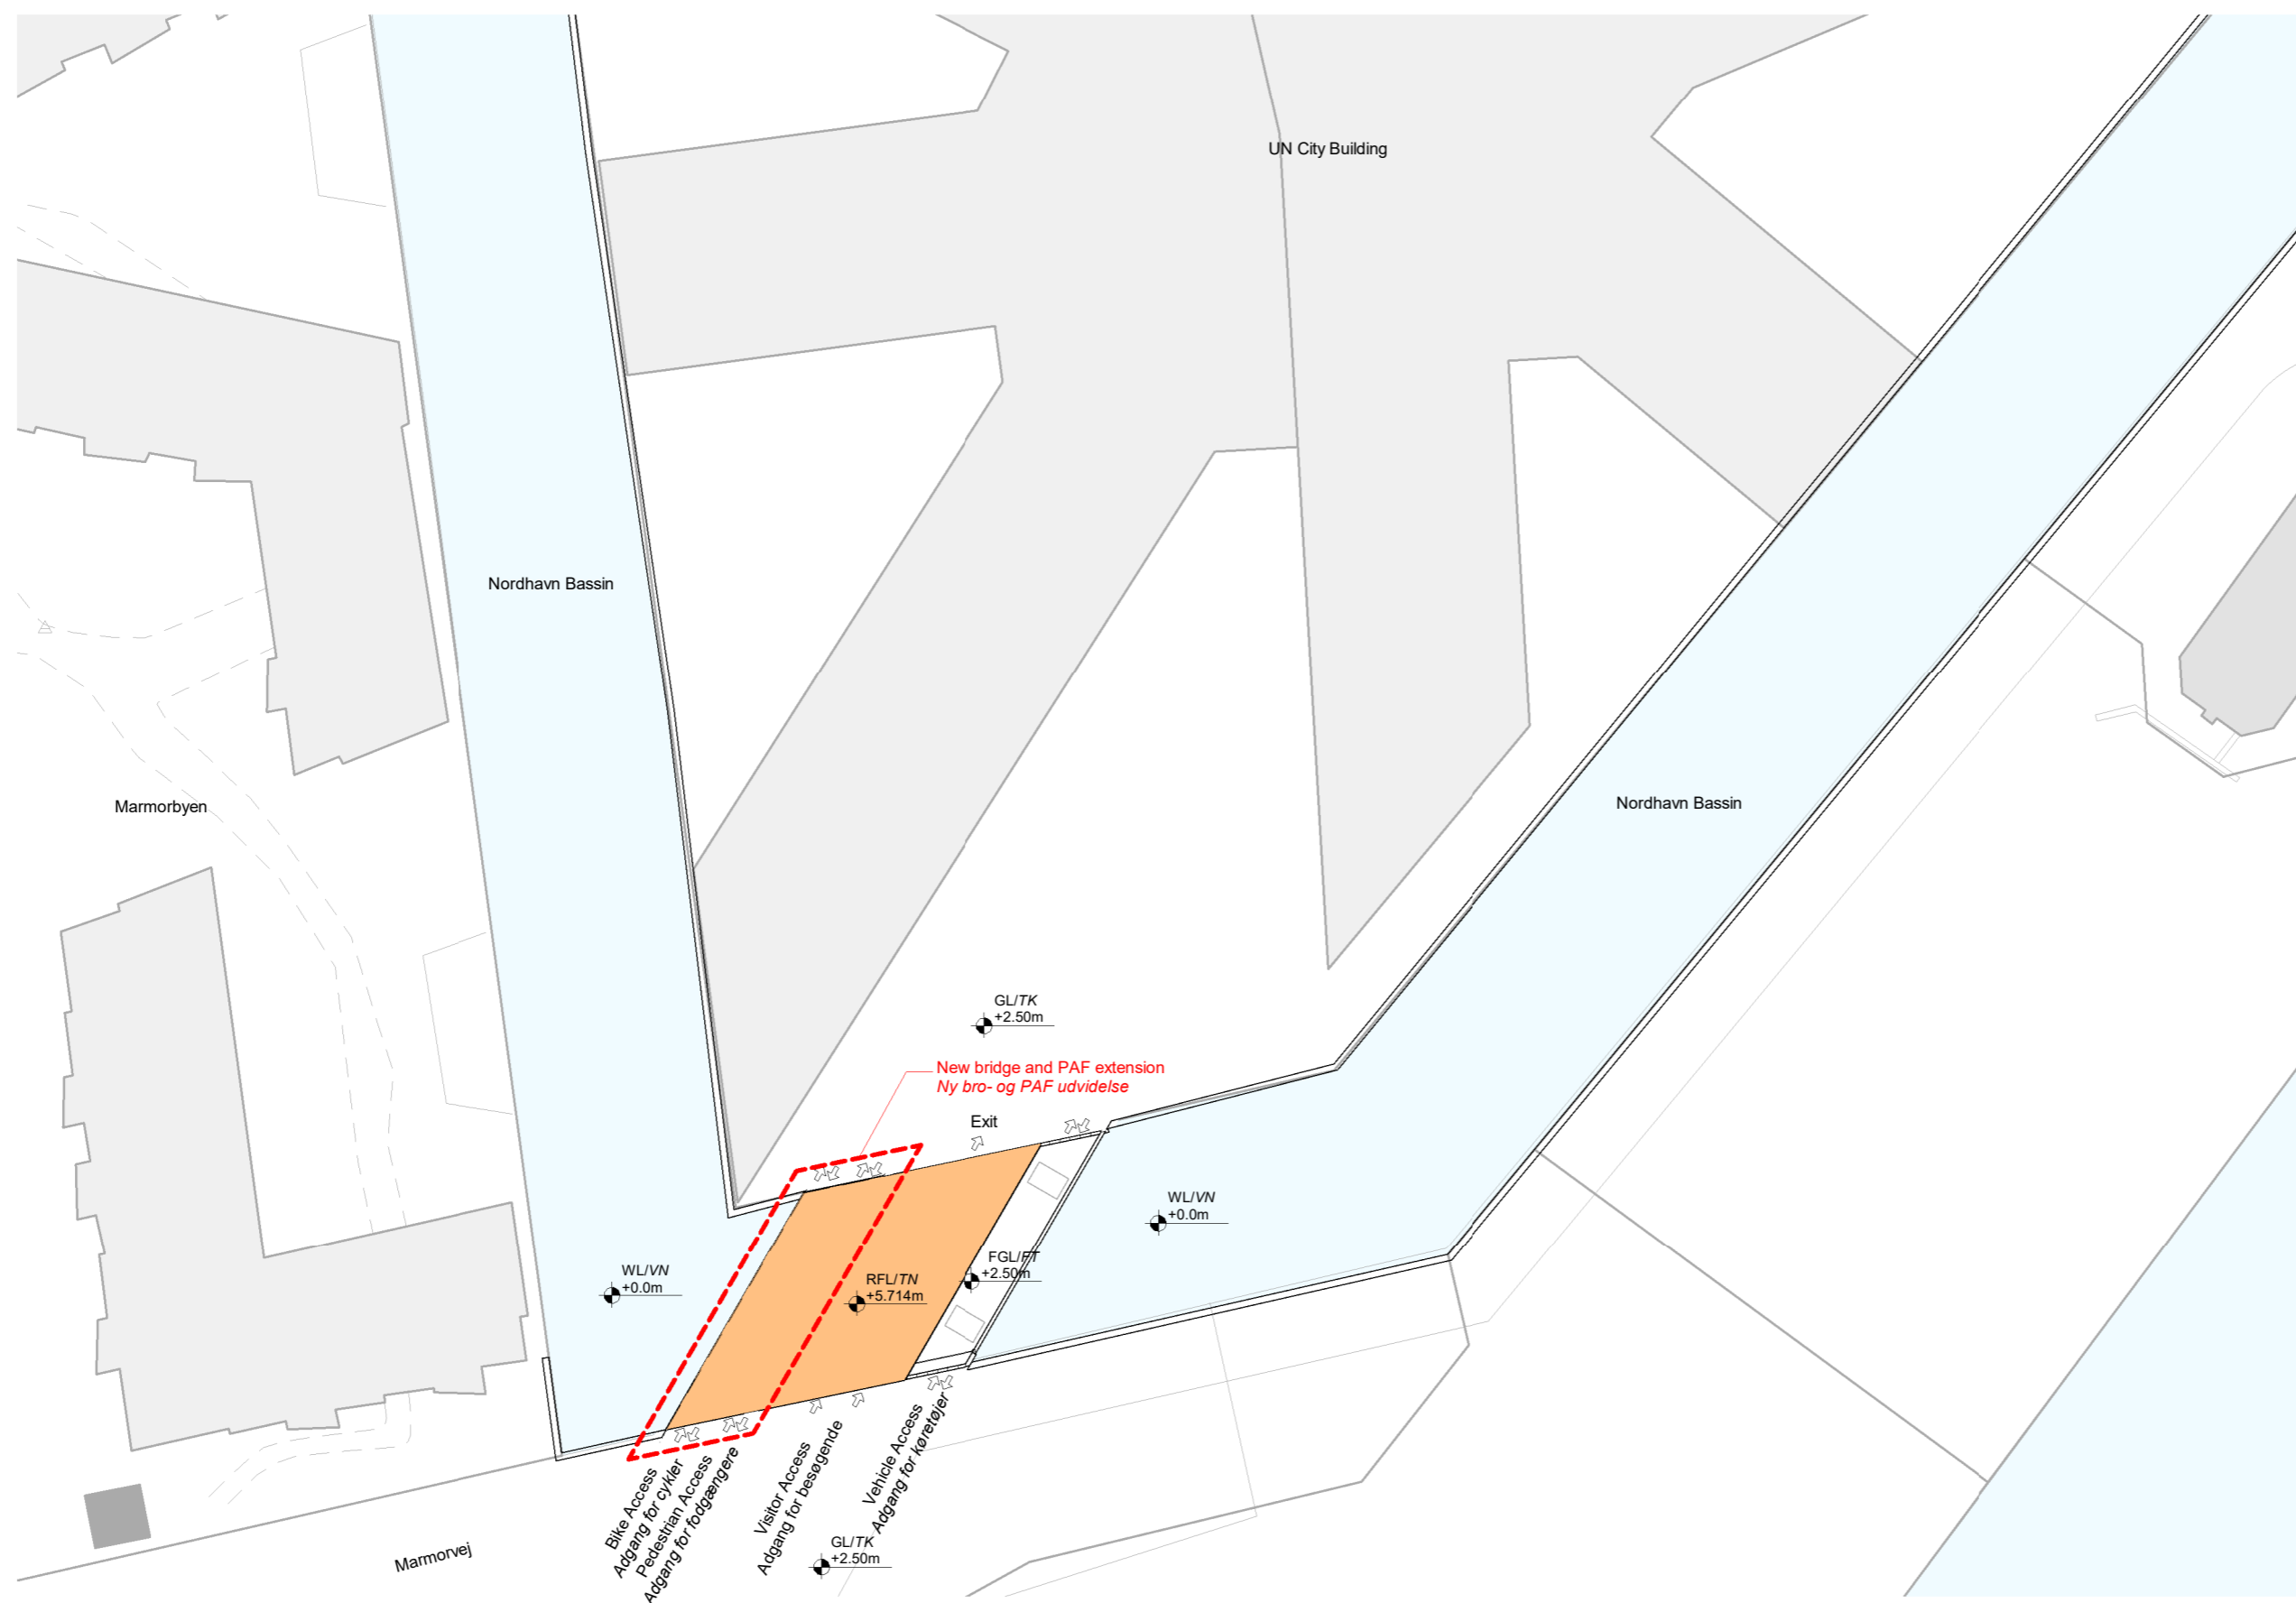 UN City Building
Nordhavn Bassin
Nordhavn Bassin
Marmorbyen
GL/TK
+2.50m
New bridge and PAF extension
Ny bro- og PAF udvidelse
Exit
WL/VN
+0.0m
FGL/FT
+2.50m
WL/VN
+0.0m
RFL/TN
+5.714m
Bike Access
Adgang for cykler
Pedestrian Access
Adgang for fodgængere
Visitor Access
Adgang for besøgende
Vehicle Access
Adgang for køretøjer
GL/TK
+2.50m
Marmorvej